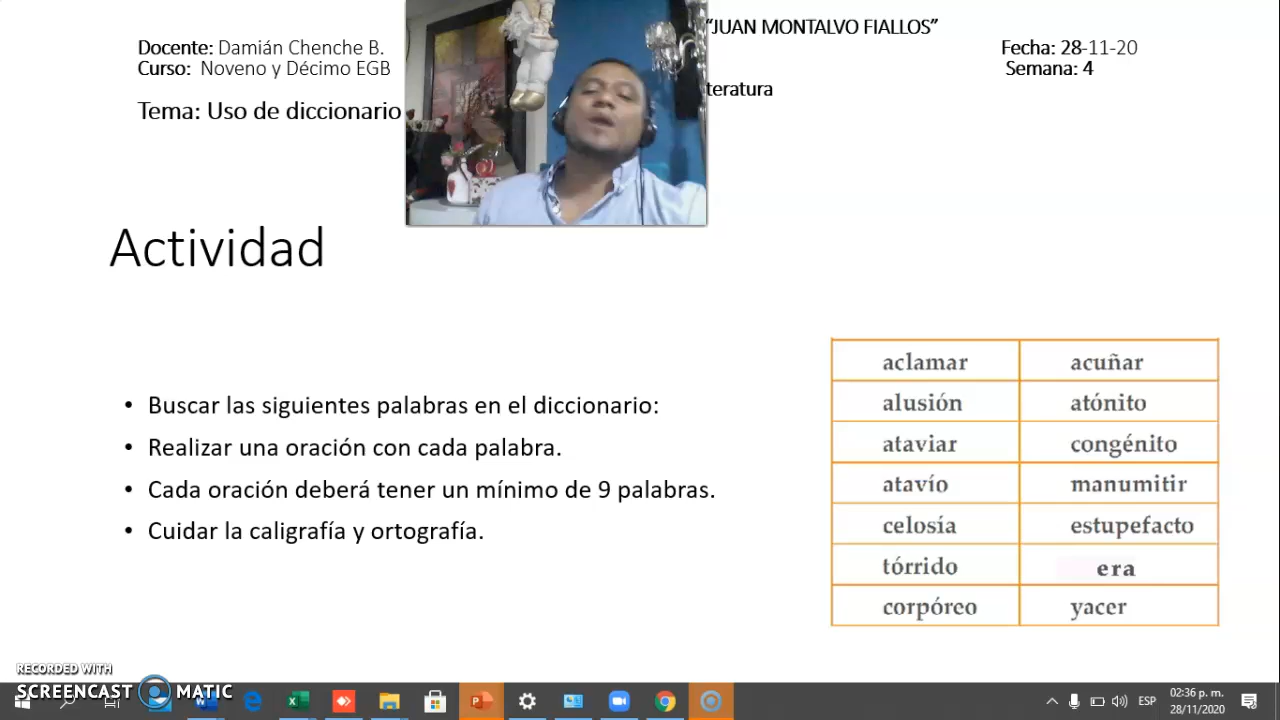 “JUAN MONTALVO FIALLOS”
Docente: Damián Chenche B.
Fecha: 28-11-20
Curso: Noveno y Décimo EGB
Semana: 4
teratura
Tema: Uso de diccionario
Actividad
• Buscar las siguientes palabras en el diccionario:
• Realizar una oración con cada palabra.
• Cada oración deberá tener un mínimo de 9 palabras.
• Cuidar la caligrafía y ortografía.
aclamar acuñar
alusión atónito
ataviar congénito
atavío manumitir
celosía estupefacto
tórrido era
corpóreo yacer
RECORDED WITH
SCREENCAST MATIC
ESP
02:36 p. m.
28/11/2020